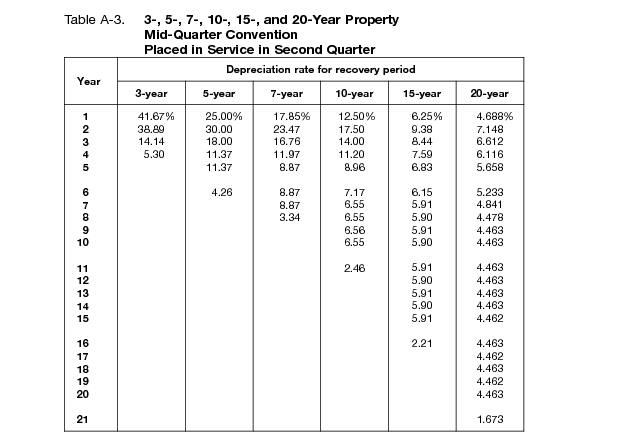 Table A-3. 3-, 5-, 7-, 10-, 15-, and 20-Year Property
Mid-Quarter Convention
Placed in Service in Second Quarter
Year Depreciation rate for recovery period
3-year 5-year 7-year 10-year 15-year 20-year
1 41.67% 25.00% 17.85% 12.50% 6.25% 4.688%
2 38.89 30.00 23.47 17.50 9.38 7.148
3 14.14 18.00 16.76 14.00 8.44 6.612
4 5.30 11.37 11.97 11.20 7.59 6.116
5 11.37 8.87 8.96 6.83 5.658
6 4.26 8.87 7.17 6.15 5.233
7 8.87 6.55 5.91 4.841
8 3.34 6.55 5.90 4.478
9 6.56 5.91 4.463
10 6.55 5.90 4.463
11 2.46 5.91 4.463
12 5.90 4.463
13 5.91 4.463
14 5.90 4.463
15 5.91 4.462
16 2.21 4.463
17 4.462
18 4.463
19 4.462
20 4.463
21 1.673